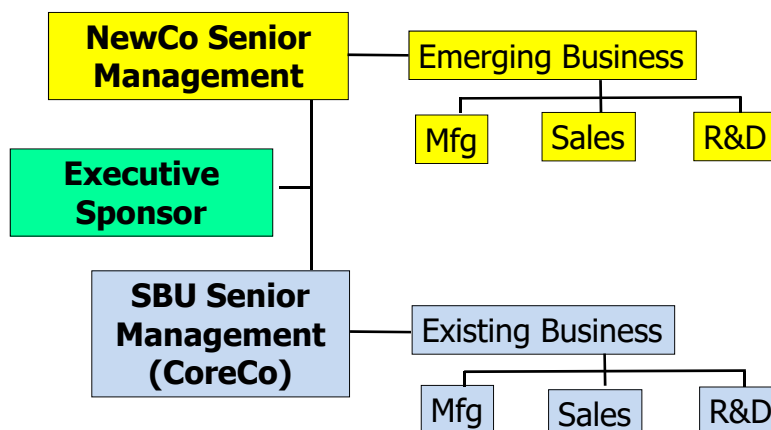 NewCo Senior
Management
Emerging Business
Mfg
Sales
R&D
Executive
Sponsor
SBU Senior
Management
(CoreCo)
Existing Business
Mfg
Sales
R&D